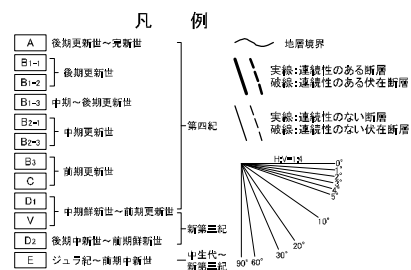 凡 例
A 後期更新世～完新世
B1-1
B1-2
後期更新世
B1-3 中期～後期更新世
B2-1
B2-3
中期更新世
B3
C
前期更新世
D1
V
中期鮮新世～前期更新世
D2 後期中新世～前期鮮新世
E ジュラ紀～前期中新世
第四紀
新第三紀
中生代～
新第三紀
地層境界
実線:連続性のある断層
破線:連続性のある伏在断層
実線:連続性のない断層
破線:連続性のない伏在断層
H:V=1:4
0°
1°
2°
3°
4°
5°
10°
20°
30°
90° 60°